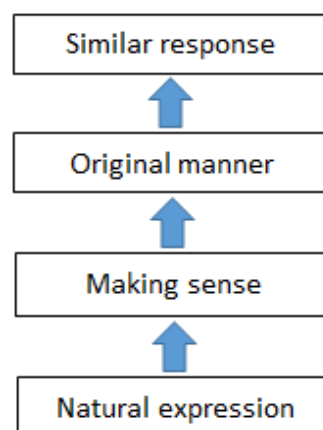 Similar response
Original manner
Making sense
Natural expression